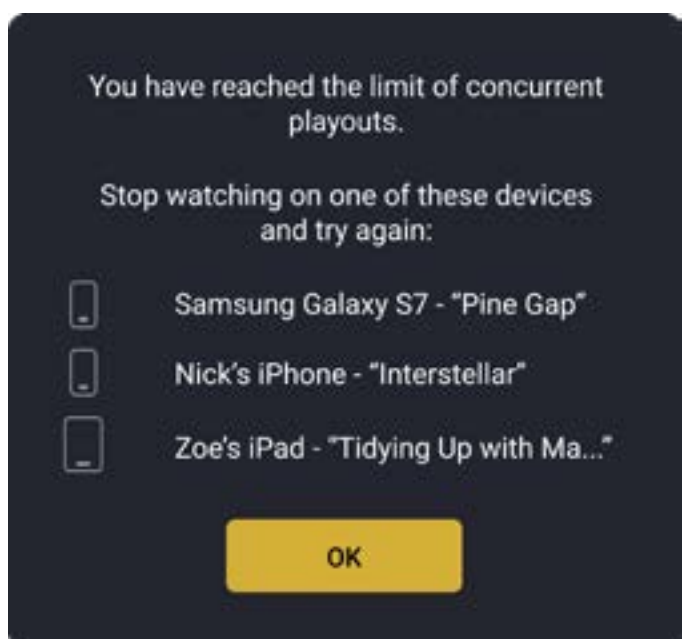 You have reached the limit of concurrent
playouts.
Stop watching on one of these devices
and try again:
Samsung Galaxy S7 - “Pine Gap”
Nick’s iPhone - “Interstellar”
Zoe’s iPad - “Tidying Up with Ma...”
OK